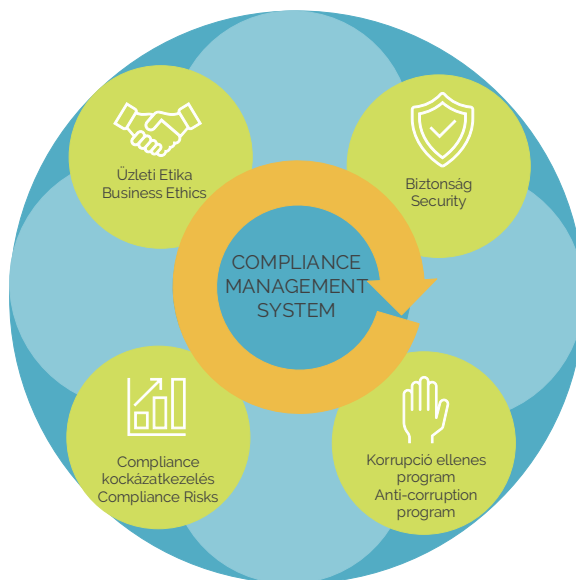 Üzleti Etika
Business Ethics
Biztonság
Security
COMPLIANCE
MANAGEMENT
SYSTEM
Compliance
kockázatkezelés
Compliance Risks
Korrupció ellenes
program
Anti-corruption
program